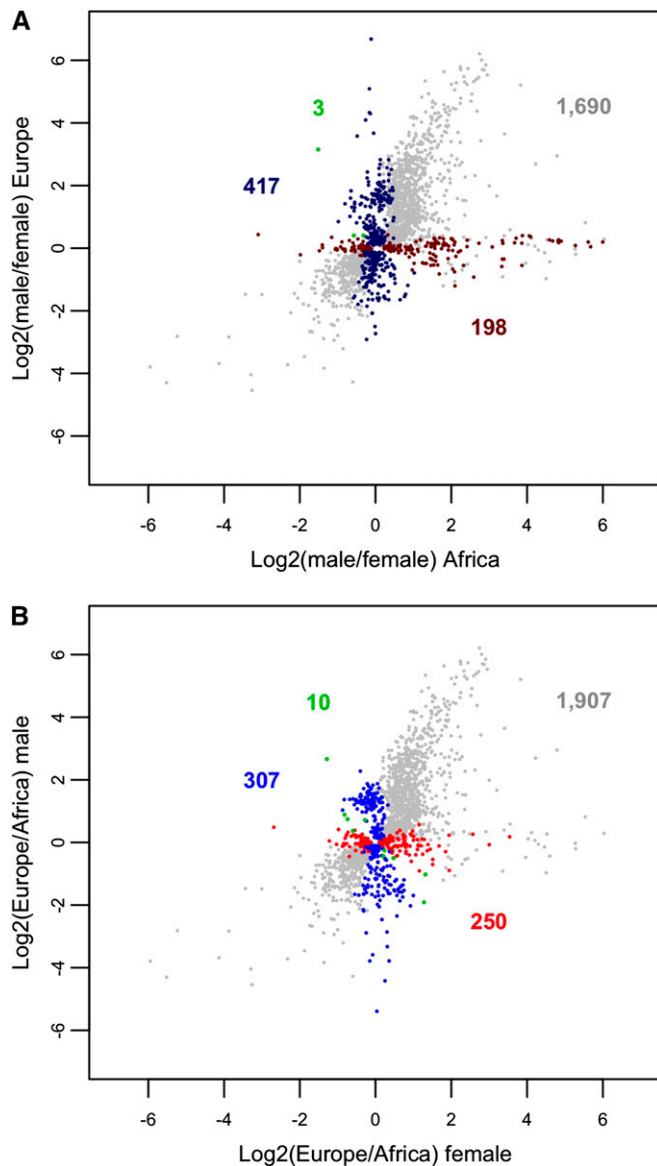 A
6
3
1,690
4
417
2
0
-2
198
-4
-6
-6 -4 -2 0 2 4 6
Log2(male/female) Europe
Log2(male/female) Africa
B
6
10
1,907
4
307
2
0
-2
250
-4
-6
-6 -4 -2 0 2 4 6
Log2(Europe/Africa) male
Log2(Europe/Africa) female